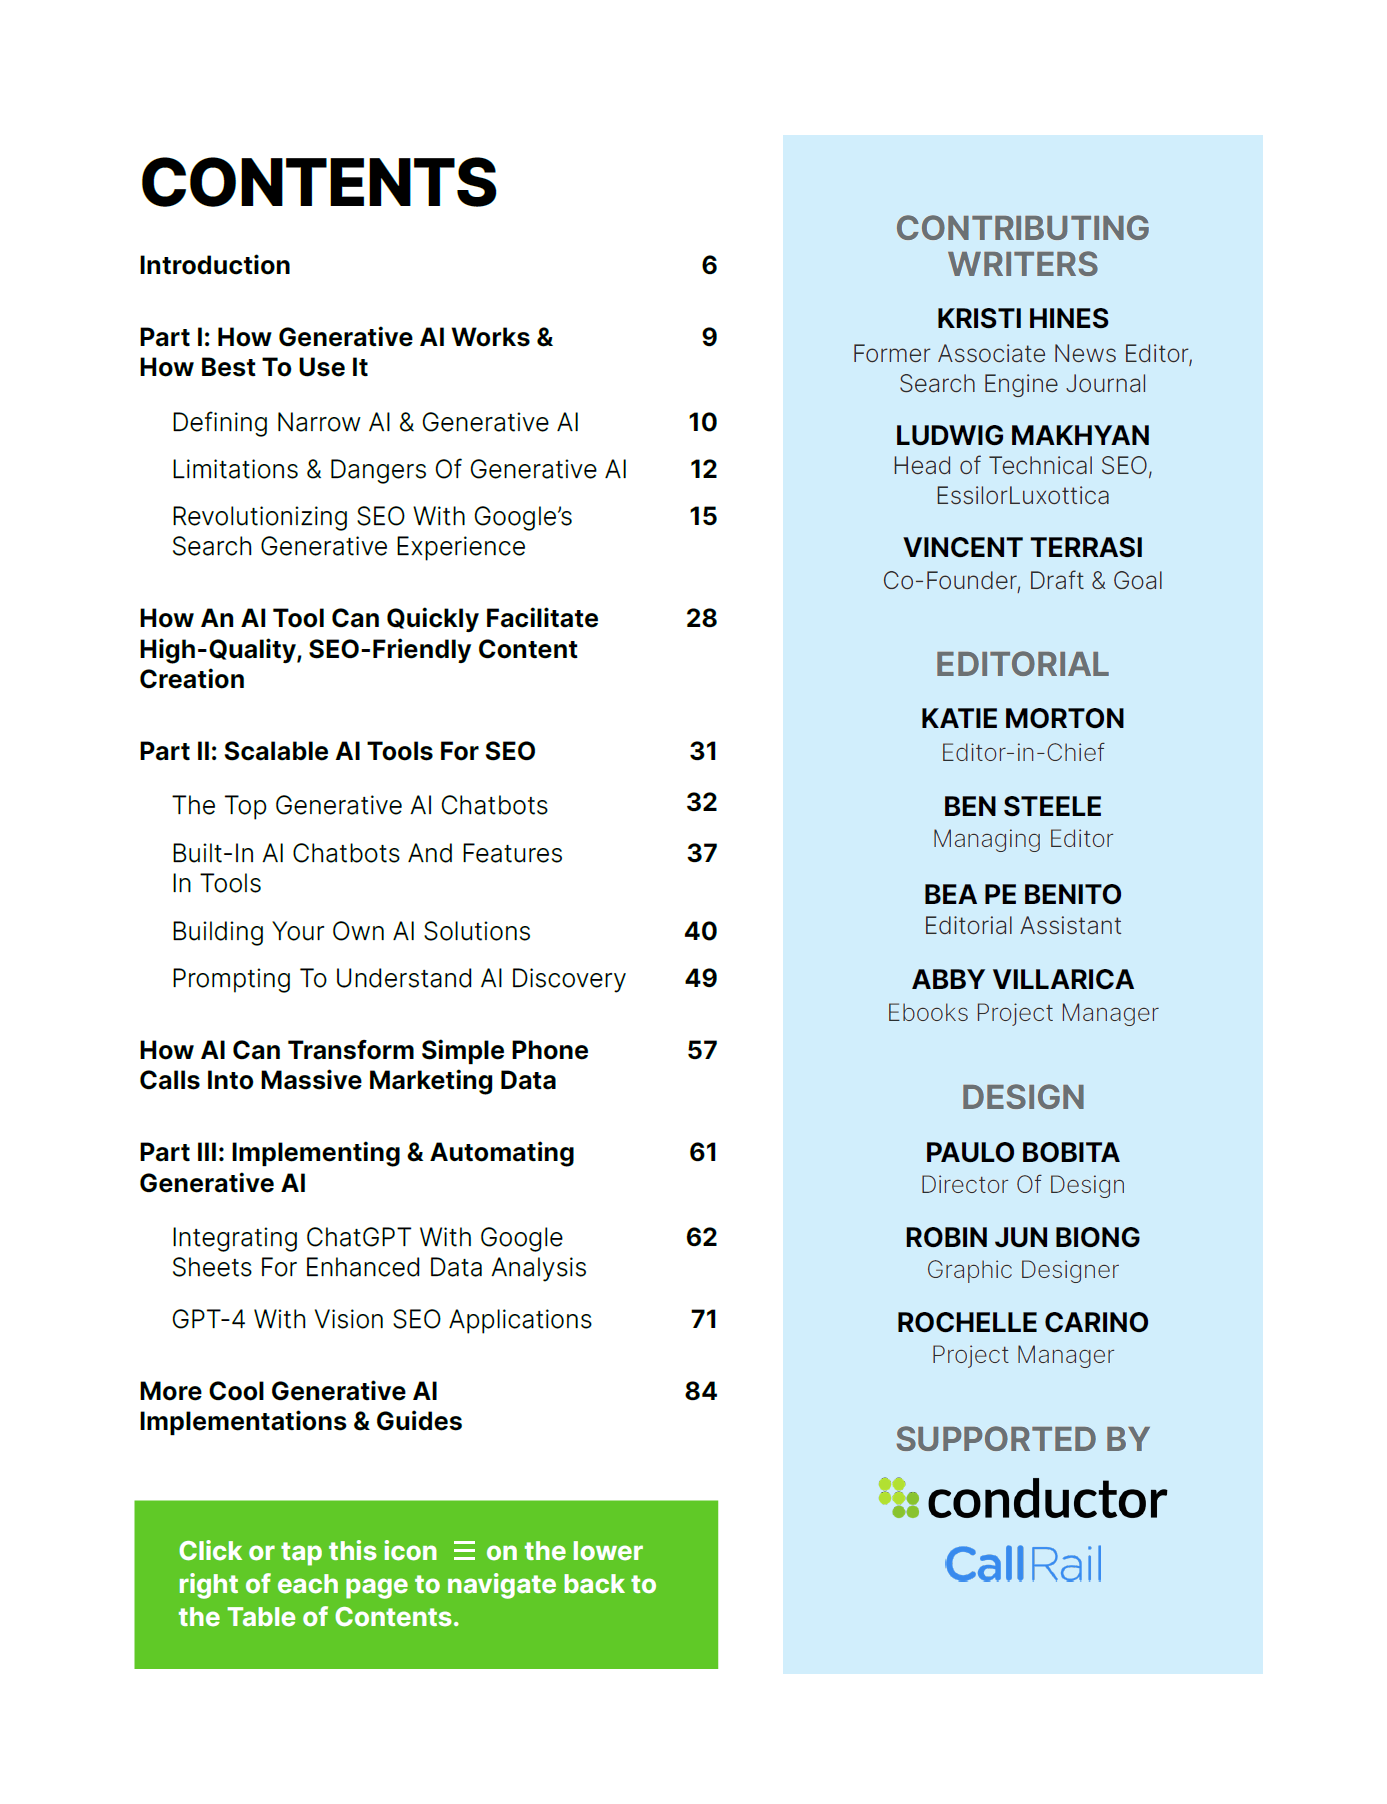 CONTENTS
Introduction 6
Part I: How Generative AI Works & 9
How Best To Use It
Defining Narrow AI & Generative AI 10
Limitations & Dangers Of Generative AI 12
Revolutionizing SEO With Google’s 15
Search Generative Experience
How An AI Tool Can Quickly Facilitate 28
High-Quality, SEO-Friendly Content
Creation
Part II: Scalable AI Tools For SEO 31
The Top Generative AI Chatbots 32
Built-In AI Chatbots And Features 37
In Tools
Building Your Own AI Solutions 40
Prompting To Understand AI Discovery 49
How AI Can Transform Simple Phone 57
Calls Into Massive Marketing Data
Part III: Implementing & Automating 61
Generative AI
Integrating ChatGPT With Google 62
Sheets For Enhanced Data Analysis
GPT-4 With Vision SEO Applications 71
More Cool Generative AI 84
Implementations & Guides
Click or tap this icon on the lower
right of each page to navigate back to
the Table of Contents.
CONTRIBUTING
WRITERS
KRISTI HINES
Former Associate News Editor,
Search Engine Journal
LUDWIG MAKHYAN
Head of Technical SEO,
EssilorLuxottica
VINCENT TERRASI
Co-Founder, Draft & Goal
EDITORIAL
KATIE MORTON
Editor-in-Chief
BEN STEELE
Managing Editor
BEA PE BENITO
Editorial Assistant
ABBY VILLARICA
Ebooks Project Manager
DESIGN
PAULO BOBITA
Director Of Design
ROBIN JUN BIONG
Graphic Designer
ROCHELLE CARINO
Project Manager
SUPPORTED BY
conductor
CallRail